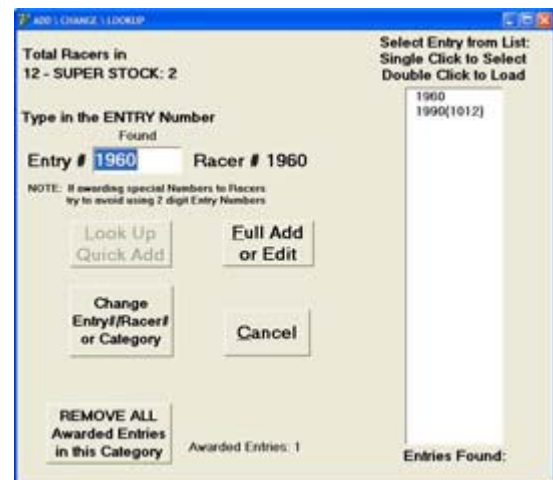 ADD \ CHANGE \ LOOKUP
Total Racers in
12 - SUPER STOCK: 2
Type in the ENTRY Number
Found
Entry # 1960 Racer # 1960
NOTE: If awarding special Numbers to Racers
try to avoid using 2 digit Entry Numbers
Look Up
Quick Add
Full Add
or Edit
Change
Entry#/Racer#
or Category
Cancel
REMOVE ALL
Awarded Entries
in this Category
Awarded Entries: 1
Select Entry from List:
Single Click to Select
Double Click to Load
1960
1990(1012)
Entries Found: